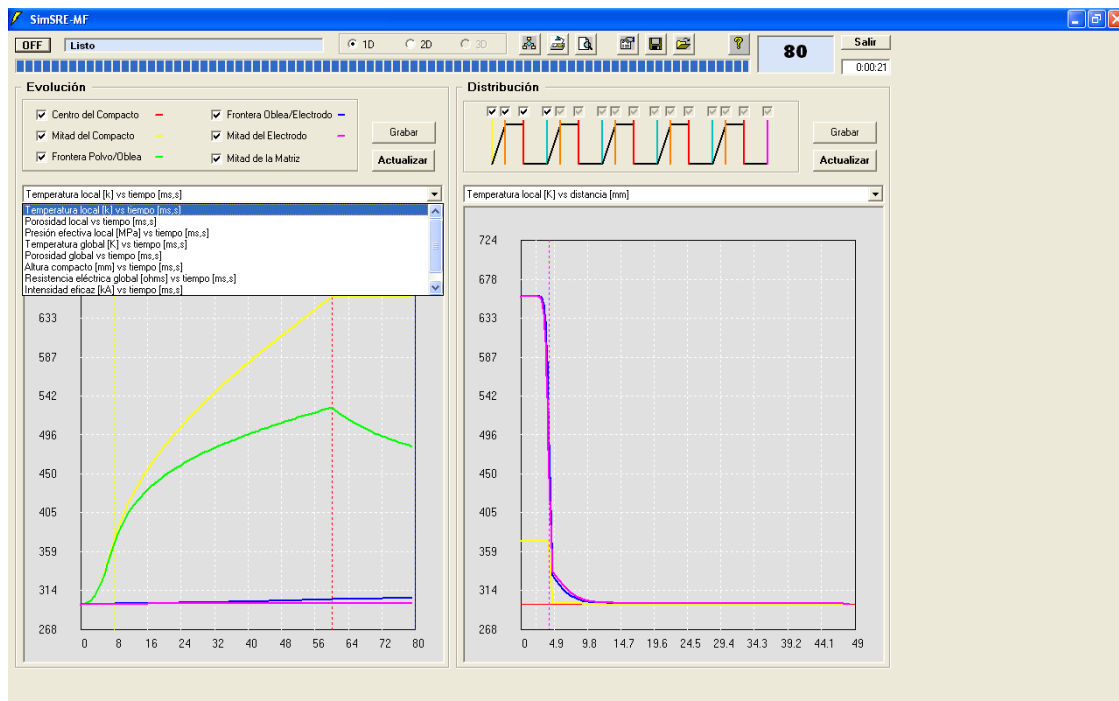 SimSRE-MF
OFF Listo 1D 2D 3D ? 80 Salir
0:00:21
Evolución
Centro del Compacto Frontera Oblea/Electrodo
Mitad del Compacto Mitad del Electrodo
Frontera Polvo/Oblea Mitad de la Matriz
Grabar
Actualizar
Temperatura local [k] vs tiempo [ms,s]
Temperatura local [k] vs tiempo [ms,s]
Porosidad local vs tiempo [ms,s]
Presión efectiva local [MPa] vs tiempo [ms,s]
Temperatura global [K] vs tiempo [ms,s]
Porosidad global vs tiempo [ms,s]
Altura compacto [mm] vs tiempo [ms,s]
Resistencia eléctrica global [ohms] vs tiempo [ms,s]
Intensidad eficaz [kA] vs tiempo [ms,s]
633
587
542
496
450
405
359
314
268
0 8 16 24 32 40 48 56 64 72 80
Distribución
Grabar
Actualizar
Temperatura local [K] vs distancia [mm]
724
678
633
587
542
496
450
405
359
314
268
0 4.9 9.8 14.7 19.6 24.5 29.4 34.3 39.2 44.1 49